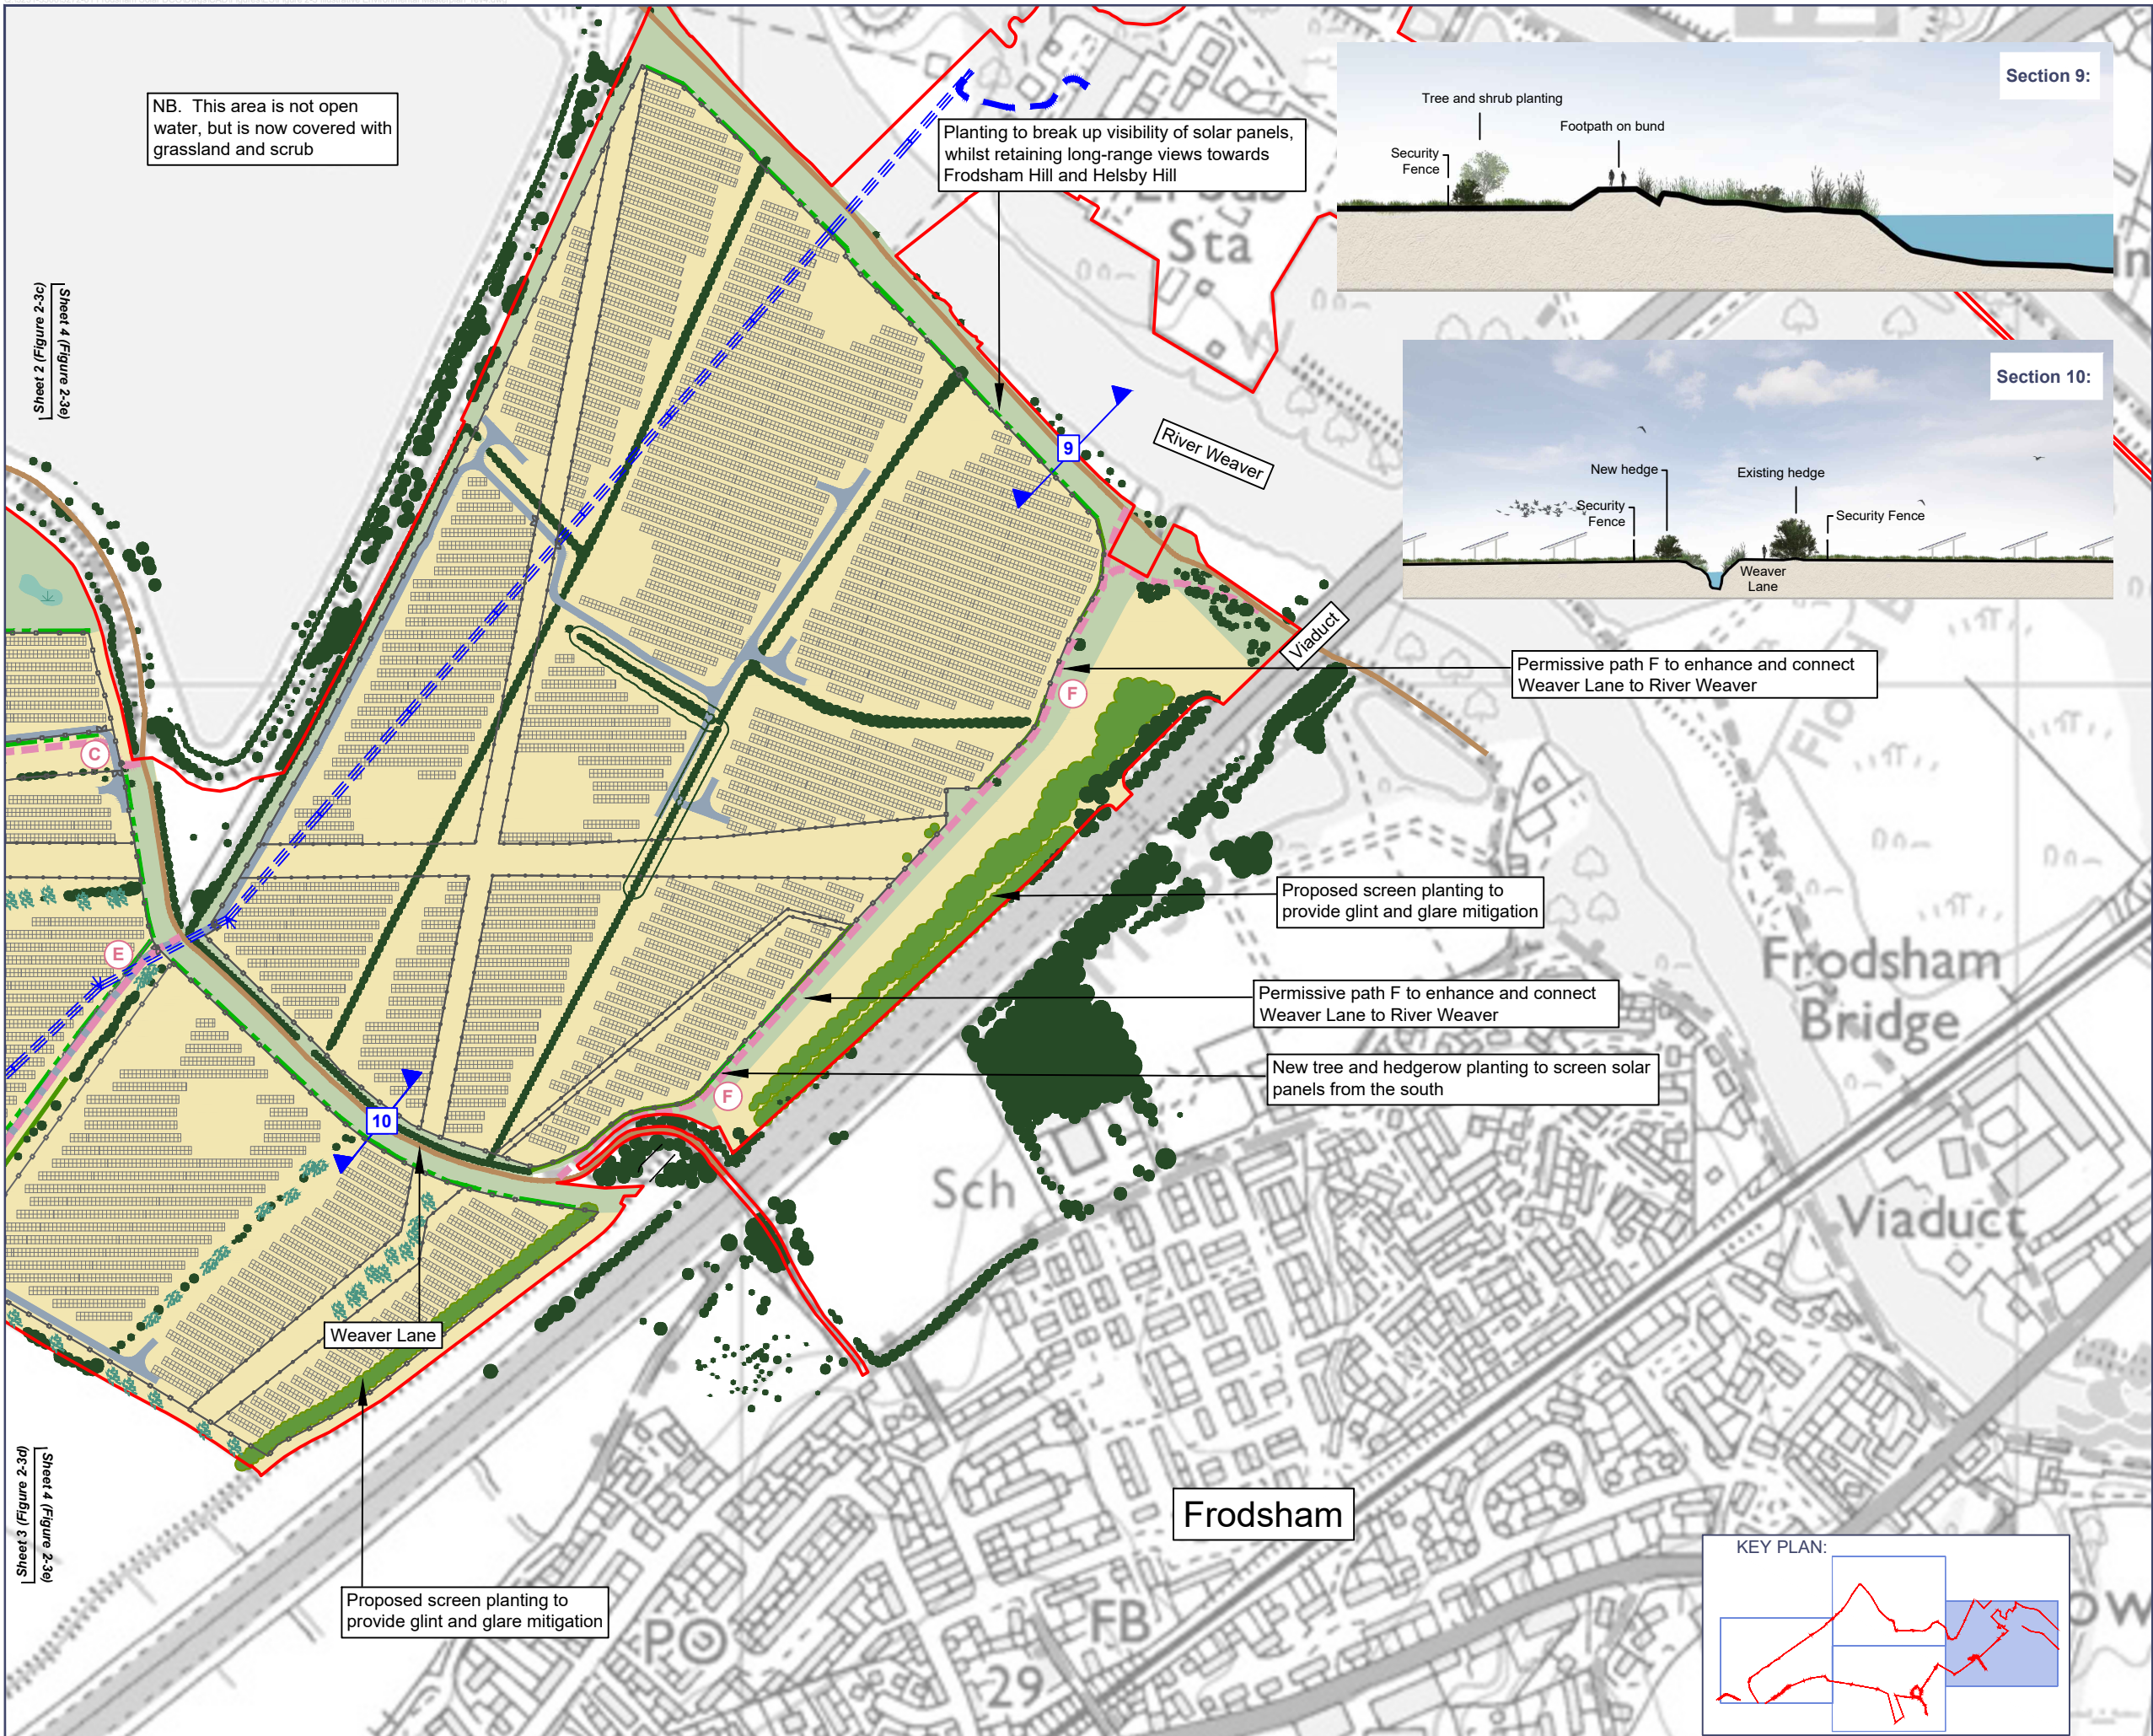 NB. This area is not open
water, but is now covered with
grassland and scrub
Planting to break up visibility of solar panels,
whilst retaining long-range views towards
Frodsham Hill and Helsby Hill
Section 9:
Tree and shrub planting
Footpath on bund
Security
Fence
Sta
Section 10:
New hedge
Existing hedge
Security
Fence
Security Fence
Weaver
Lane
Sheet 2 (Figure 2-3c)
Sheet 4 (Figure 2-3e)
9
River Weaver
Viaduct
Permissive path F to enhance and connect
Weaver Lane to River Weaver
F
C
Proposed screen planting to
provide glint and glare mitigation
E
Frodsham
Bridge
Permissive path F to enhance and connect
Weaver Lane to River Weaver
New tree and hedgerow planting to screen solar
panels from the south
F
10
Sch
Viaduct
Weaver Lane
Sheet 3 (Figure 2-3d)
Sheet 4 (Figure 2-3e)
Frodsham
Proposed screen planting to
provide glint and glare mitigation
PO
FB
29
KEY PLAN: